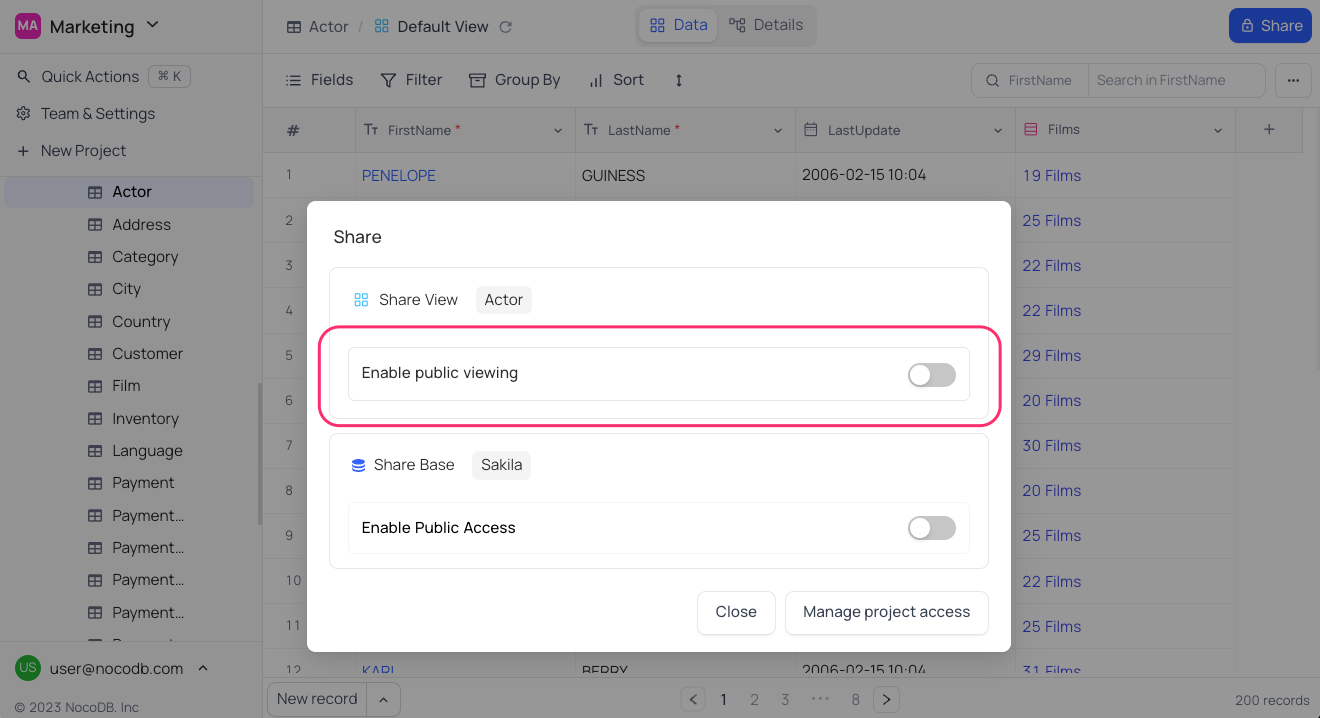 MA Marketing
Actor / Default View
Data
Details
Share
Quick Actions ⌘ K
Team & Settings
New Project
Actor
Address
Category
City
Country
Customer
Film
Inventory
Language
Payment
Payment...
Payment...
Payment...
Payment...
US user@nocodb.com
© 2023 NocoDB. Inc
Fields Filter Group By Sort
FirstName Search in FirstName
# FirstName * LastName * LastUpdate Films +
1 PENELOPE GUINESS 2006-02-15 10:04 19 Films
2 25 Films
3 22 Films
4 22 Films
5 29 Films
6 20 Films
7 30 Films
8 20 Films
9 25 Films
10 22 Films
11 25 Films
12 KARL BERRY 2006-02-15 10:04 31 Films
Share
Share View Actor
Enable public viewing
Share Base Sakila
Enable Public Access
Close Manage project access
New record
1 2 3 ••• 8
200 records